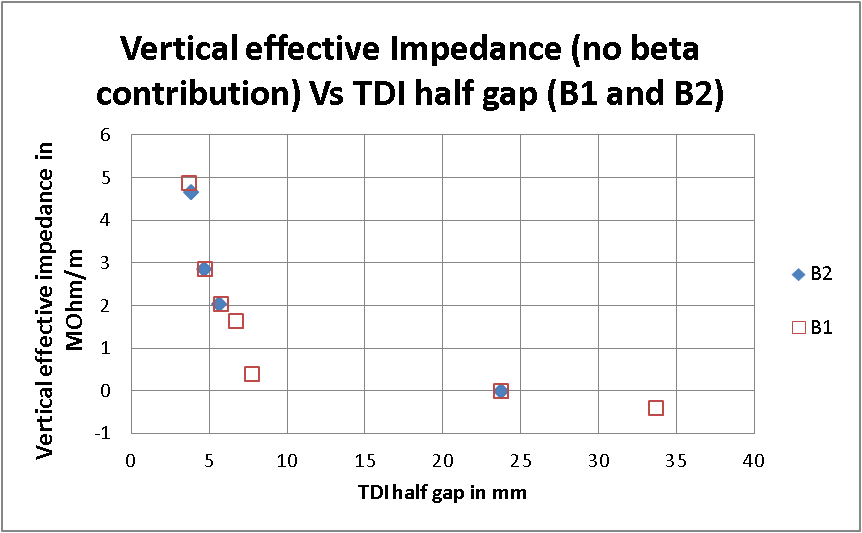 Vertical effective Impedance (no beta
contribution) Vs TDI half gap (B1 and B2)
Vertical effective impedance in
MOhm/m
6
5
4
3
2
1
0
-1
0 5 10 15 20 25 30 35 40
TDI half gap in mm
B2
B1